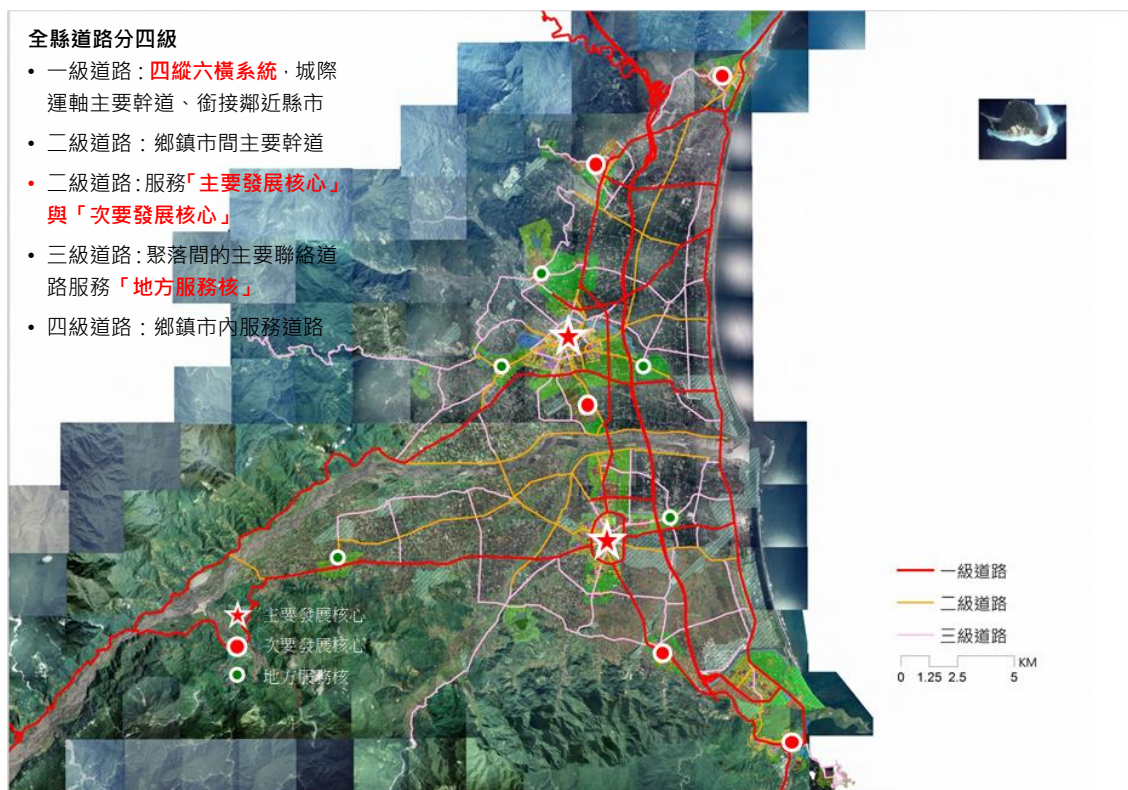 全縣道路分四級
• 一級道路：四縱六橫系統，城際
運軸主要幹道、銜接鄰近縣市
• 二級道路：鄉鎮市間主要幹道
• 二級道路：服務「主要發展核心」
與「次要發展核心」
• 三級道路：聚落間的主要聯絡道
路服務「地方服務核」
• 四級道路：鄉鎮市內服務道路
主要發展核心
次要發展核心
地方服務核
一級道路
二級道路
三級道路
KM
0 1.25 2.5 5